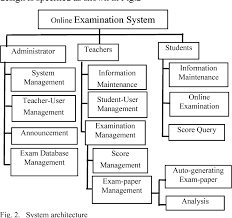 design is specified as shown in Fig.2
Online Examination System
Administrator
Teachers
Students
System
Management
Teacher-User
Management
Announcement
Exam Database
Management
Information
Maintenance
Student-User
Management
Examination
Management
Score
Management
Exam-paper
Management
Information
Maintenance
Online
Examination
Score Query
Auto-generating
Exam-paper
Analysis
Fig. 2. System architecture